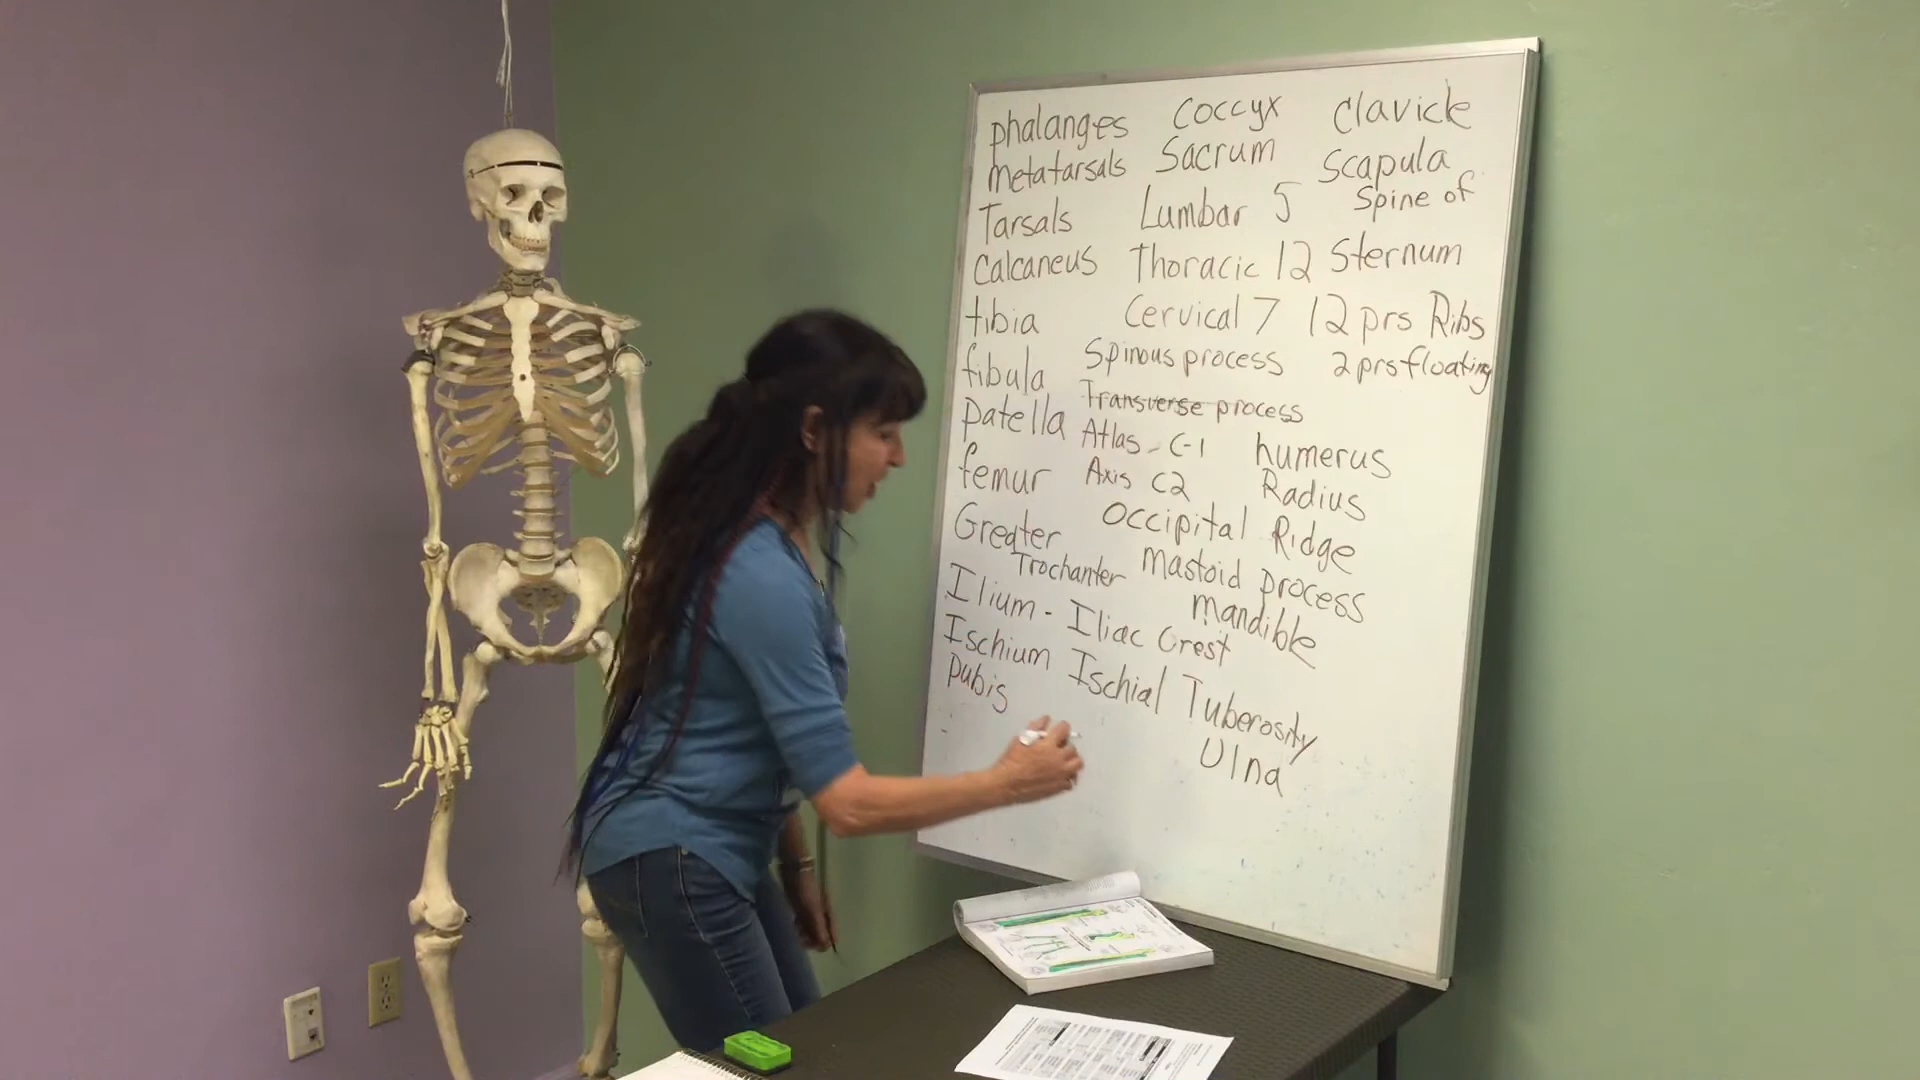 phalanges
metatarsals
Tarsals
Calcaneus
tibia
fibula
patella
femur
Greater
Trochanter
Ilium - Iliac Crest
Ischium Ischial Tuberosity
pubis
Coccyx
Sacrum
Lumbar 5
Thoracic 12
Cervical 7
Spinous process
Transverse process
Atlas - C-1
Axis C2
Occipital Ridge
Mastoid process
mandible
Clavicle
Scapula
Spine of
Sternum
12 prs Ribs
2 prs floating
humerus
Radius
Ulna